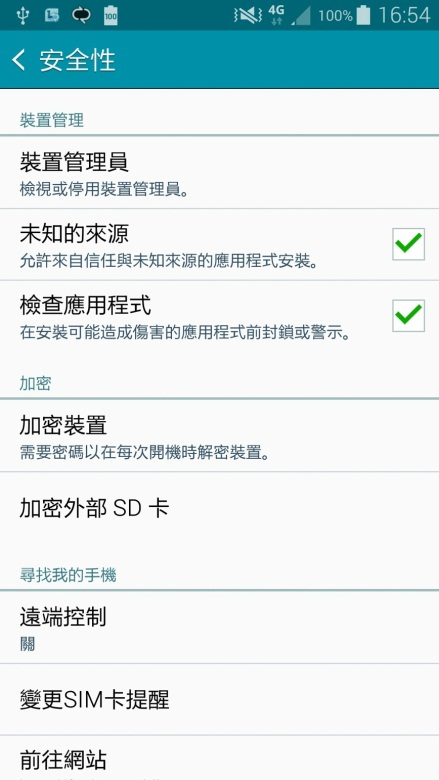 100
4G
100%
16:54
安全性
裝置管理
裝置管理員
檢視或停用裝置管理員。
未知的來源
允許來自信任與未知來源的應用程式安裝。
檢查應用程式
在安裝可能造成傷害的應用程式前封鎖或警示。
加密
加密裝置
需要密碼以在每次開機時解密裝置。
加密外部 SD 卡
尋找我的手機
遠端控制
關
變更SIM卡提醒
前往網站